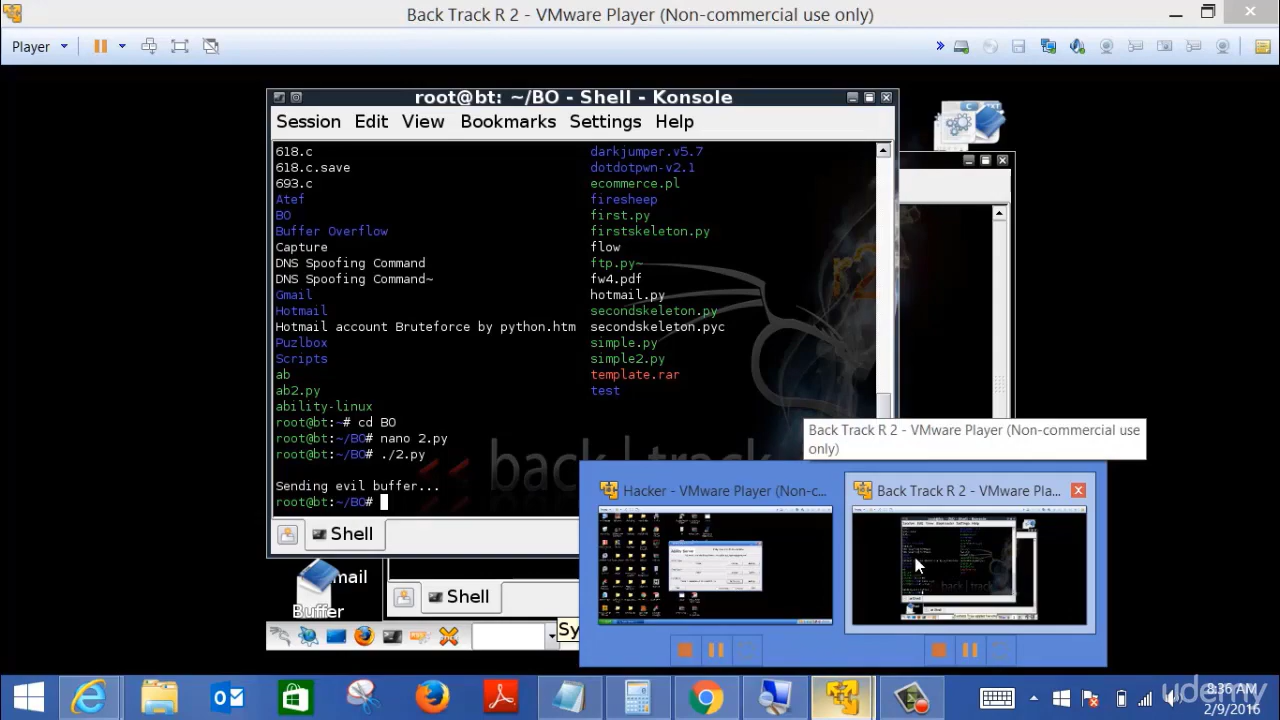 Back Track R 2 - VMware Player (Non-commercial use only)
Player
root@bt: ~/BO - Shell - Konsole
Session Edit View Bookmarks Settings Help
618.c darkjumper.v5.7
618.c.save dotdotpwn-v2.1
693.c ecommerce.pl
Atef firesheep
BO first.py
Buffer Overflow firstskeleton.py
Capture flow
DNS Spoofing Command ftp.py~
DNS Spoofing Command~ fw4.pdf
Gmail hotmail.py
Hotmail secondskeleton.py
Hotmail account Bruteforce by python.htm secondskeleton.pyc
Puzlbox simple.py
Scripts simple2.py
ab template.rar
ab2.py test
ability-linux
root@bt:~# cd BO
root@bt:~/BO# nano 2.py
root@bt:~/BO# ./2.py
Sending evil buffer...
root@bt:~/BO#
back | track
Back Track R 2 - VMware Player (Non-commercial use
only)
Hacker - VMware Player (Non-c...
Back Track R 2 - VMware Pla...
Shell
mail
Shell
Buffer
Sy
udemy
8:36 AM
2/9/2016